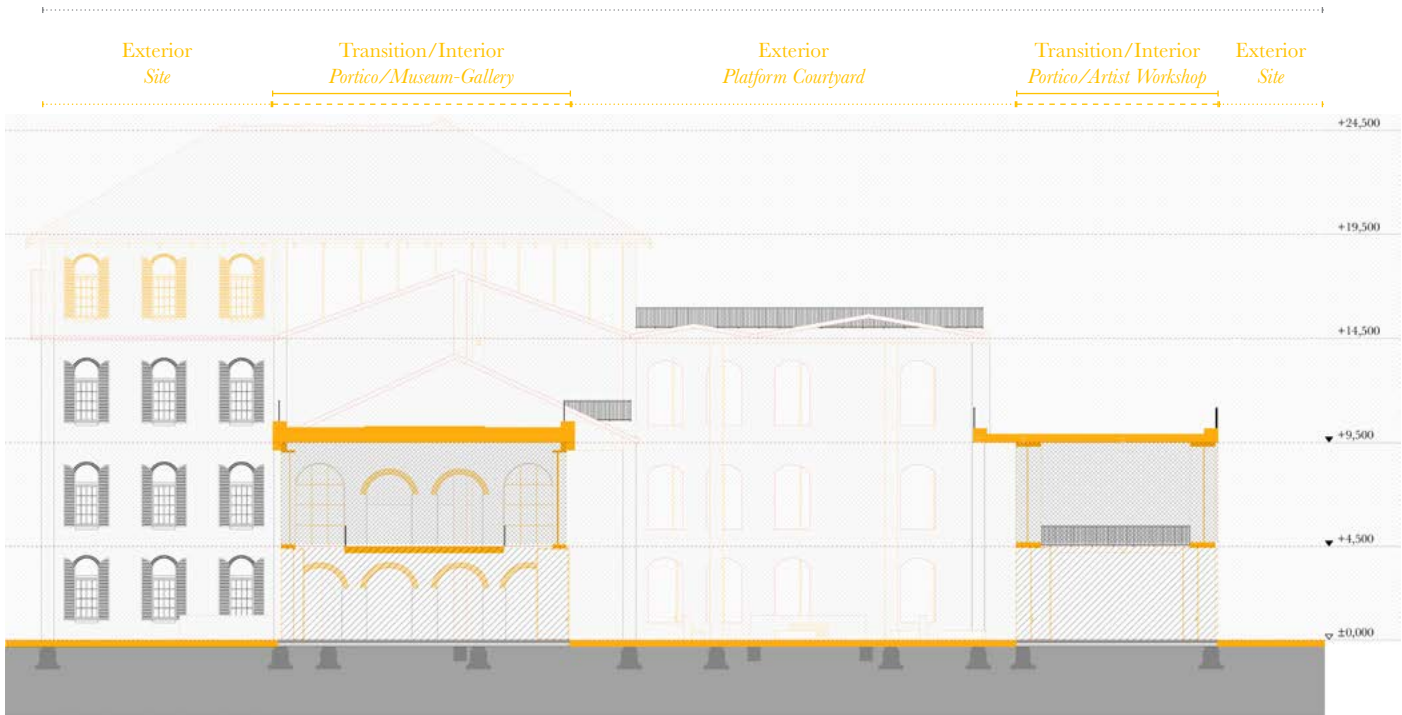 Exterior
Site
Transition/Interior
Portico/Museum-Gallery
Exterior
Platform Courtyard
Transition/Interior
Portico/Artist Workshop
Exterior
Site
+24,500
+19,500
+14,500
+9,500
+4,500
±0,000